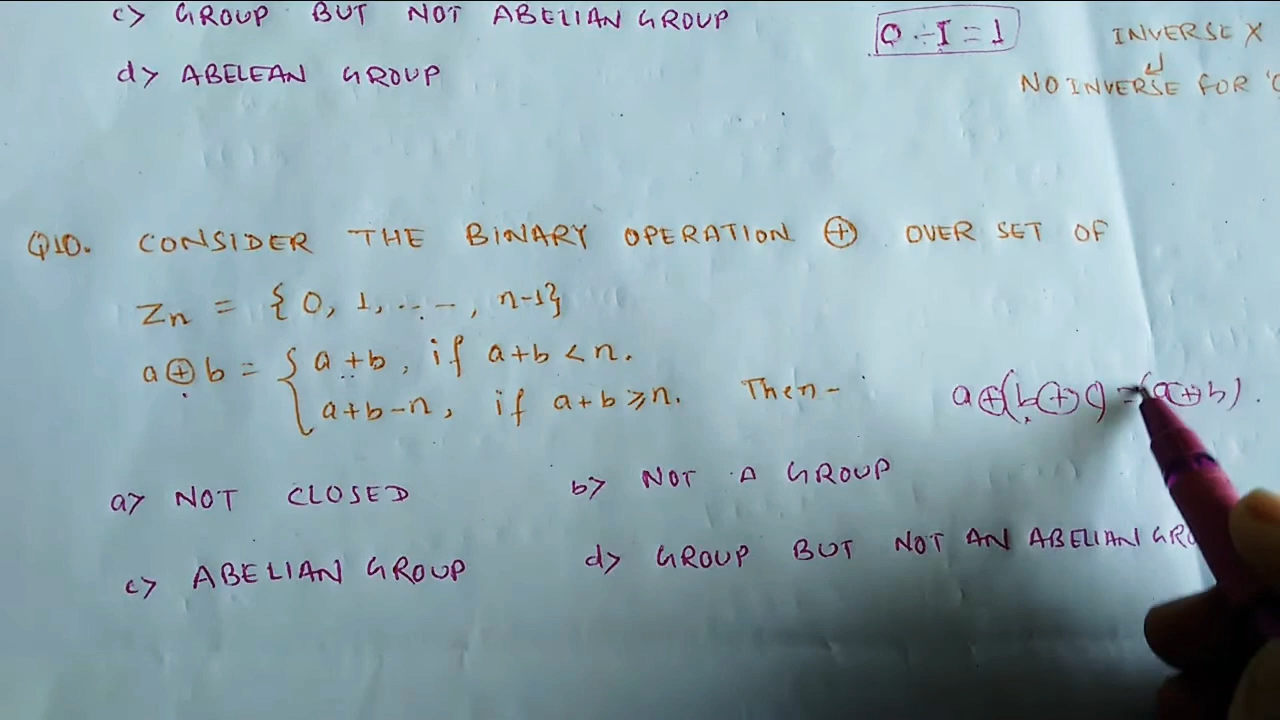 c> GROUP BUT NOT ABELIAN GROUP
0 ÷ I = 1
INVERSE X
d> ABELEAN GROUP
NO INVERSE FOR '
Q10. CONSIDER THE BINARY OPERATION ⊕ OVER SET OF
Zn = {0, 1, ... -, n-1}
a⊕b = { a+b, if a+b < n.
a+b-n, if a+b ≥ n. Then-
a⊕(b⊕c) = (a⊕b).
a> NOT CLOSED
b> NOT A GROUP
c> ABELIAN GROUP
d> GROUP BUT NOT AN ABELIAN GRO